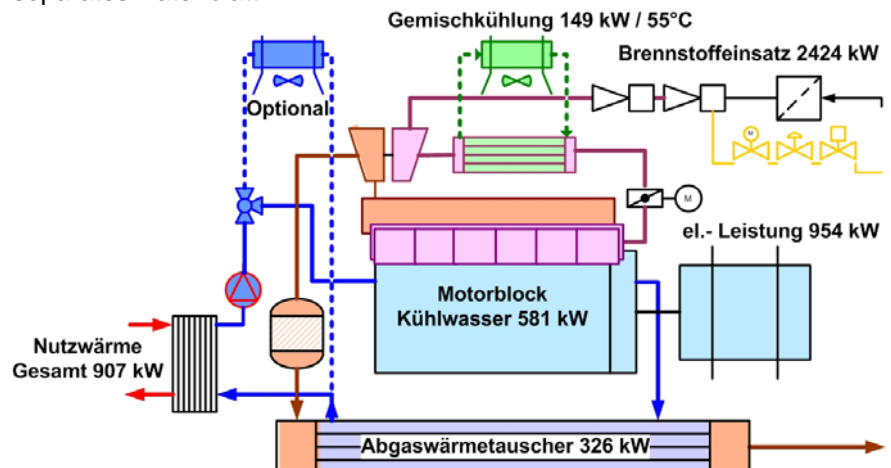 Gemischkühlung 149 kW / 55°C
Brennstoffeinsatz 2424 kW
Optional
M
M
el.- Leistung 954 kW
Motorblock
Kühlwasser 581 kW
Nutzwärme
Gesamt 907 kW
Abgaswärmetauscher 326 kW